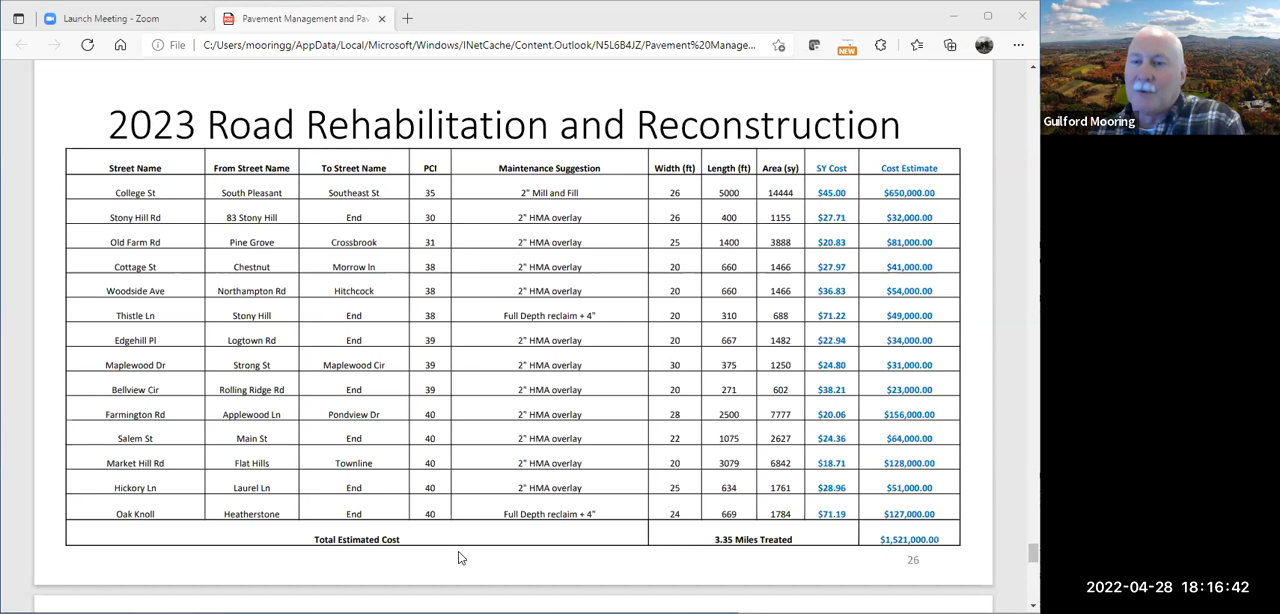 Launch Meeting - Zoom
Pavement Management and Pav
File
C:/Users/mooringg/AppData/Local/Microsoft/Windows/INetCache/Content.Outlook/N5L6B4JZ/Pavement%20Manage...
NEW
Guilford Mooring
2023 Road Rehabilitation and Reconstruction
Street Name From Street Name To Street Name PCI Maintenance Suggestion Width (ft) Length (ft) Area (sy) SY Cost Cost Estimate
College St South Pleasant Southeast St 35 2" Mill and Fill 26 5000 14444 $45.00 $650,000.00
Stony Hill Rd 83 Stony Hill End 30 2" HMA overlay 26 400 1155 $27.71 $32,000.00
Old Farm Rd Pine Grove Crossbrook 31 2" HMA overlay 25 1400 3888 $20.83 $81,000.00
Cottage St Chestnut Morrow ln 38 2" HMA overlay 20 660 1466 $27.97 $41,000.00
Woodside Ave Northampton Rd Hitchcock 38 2" HMA overlay 20 660 1466 $36.83 $54,000.00
Thistle Ln Stony Hill End 38 Full Depth reclaim + 4" 20 310 688 $71.22 $49,000.00
Edgehill Pl Logtown Rd End 39 2" HMA overlay 20 667 1482 $22.94 $34,000.00
Maplewood Dr Strong St Maplewood Cir 39 2" HMA overlay 30 375 1250 $24.80 $31,000.00
Bellview Cir Rolling Ridge Rd End 39 2" HMA overlay 20 271 602 $38.21 $23,000.00
Farmington Rd Applewood Ln Pondview Dr 40 2" HMA overlay 28 2500 7777 $20.06 $156,000.00
Salem St Main St End 40 2" HMA overlay 22 1075 2627 $24.36 $64,000.00
Market Hill Rd Flat Hills Townline 40 2" HMA overlay 20 3079 6842 $18.71 $128,000.00
Hickory Ln Laurel Ln End 40 2" HMA overlay 25 634 1761 $28.96 $51,000.00
Oak Knoll Heatherstone End 40 Full Depth reclaim + 4" 24 669 1784 $71.19 $127,000.00
Total Estimated Cost 3.35 Miles Treated $1,521,000.00
26
2022-04-28 18:16:42